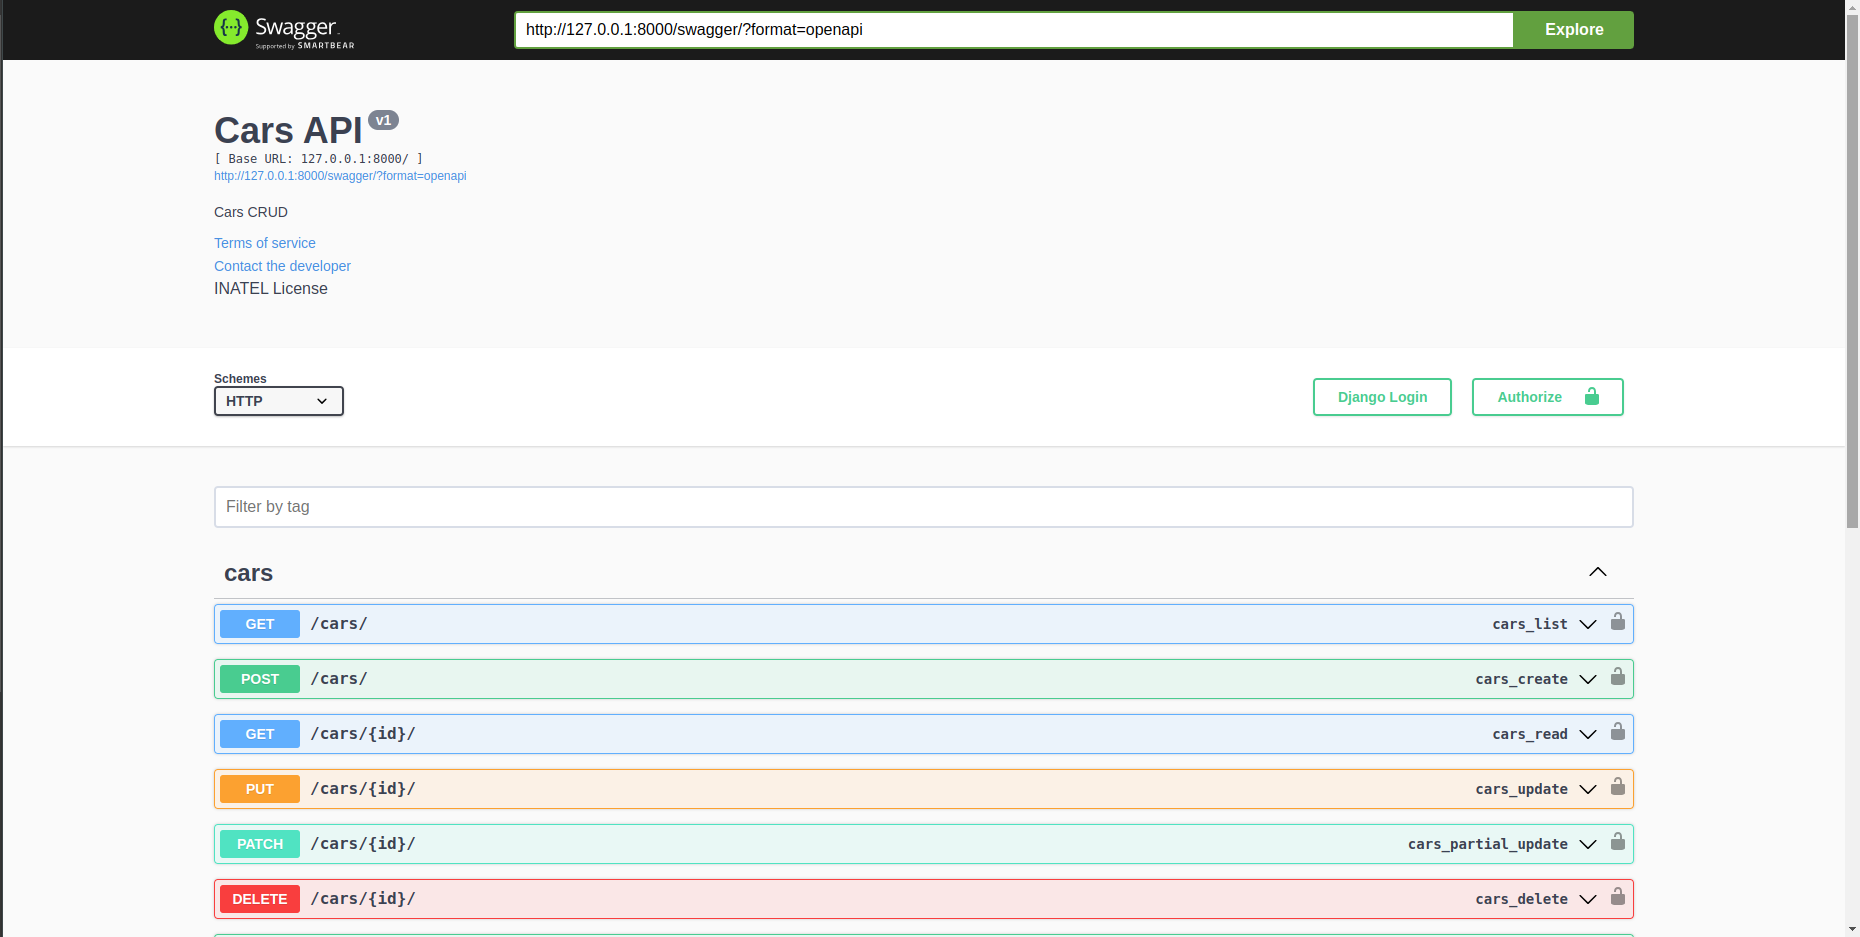 Swagger
Supported by SMARTBEAR
http://127.0.0.1:8000/swagger/?format=openapi
Explore
Cars API v1
[ Base URL: 127.0.0.1:8000/ ]
http://127.0.0.1:8000/swagger/?format=openapi
Cars CRUD
Terms of service
Contact the developer
INATEL License
Schemes
HTTP
Django Login
Authorize
Filter by tag
cars
GET /cars/ cars_list
POST /cars/ cars_create
GET /cars/{id}/ cars_read
PUT /cars/{id}/ cars_update
PATCH /cars/{id}/ cars_partial_update
DELETE /cars/{id}/ cars_delete